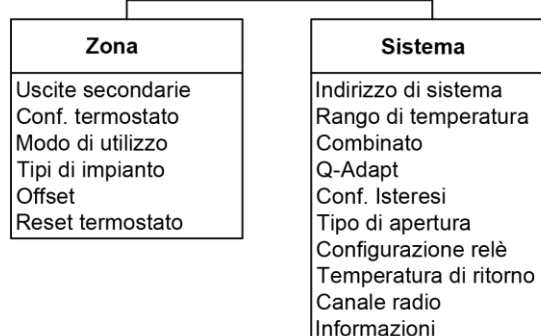 Zona
Uscite secondarie
Conf. termostato
Modo di utilizzo
Tipi di impianto
Offset
Reset termostato
Sistema
Indirizzo di sistema
Rango di temperatura
Combinato
Q-Adapt
Conf. Isteresi
Tipo di apertura
Configurazione relè
Temperatura di ritorno
Canale radio
Informazioni